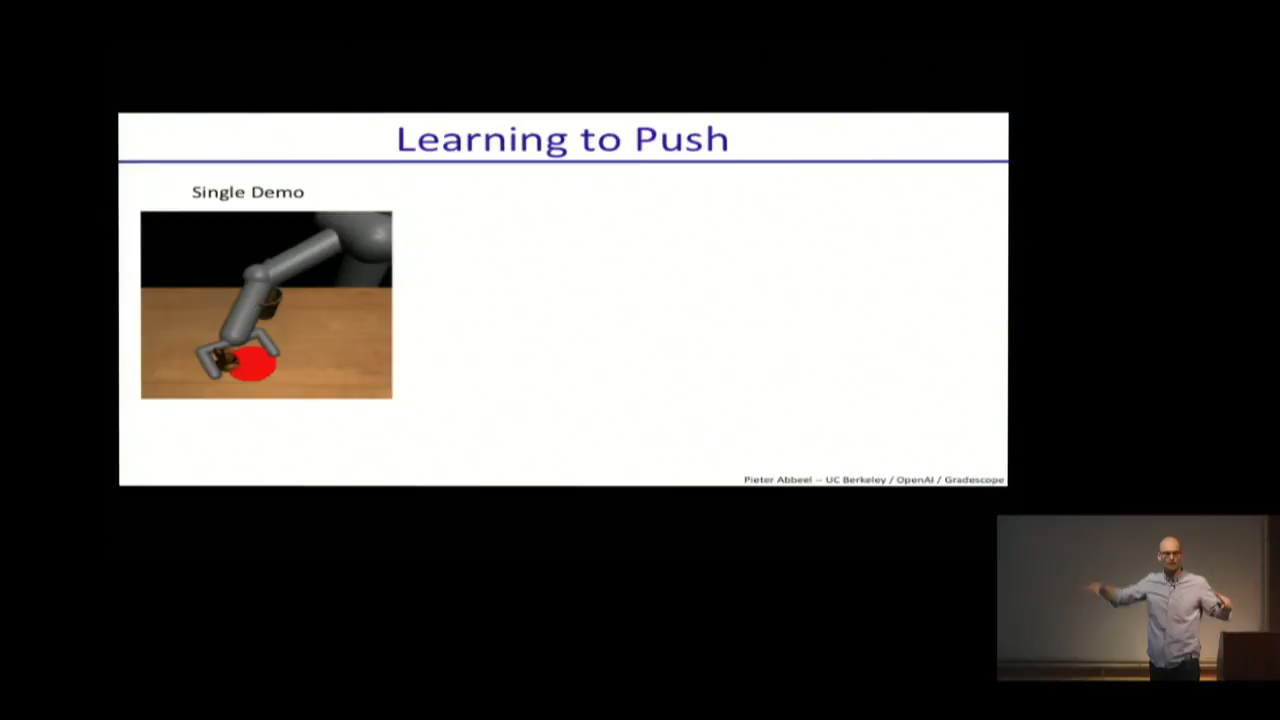 Learning to Push
Single Demo
Pieter Abbeel -- UC Berkeley / OpenAI / Gradescope